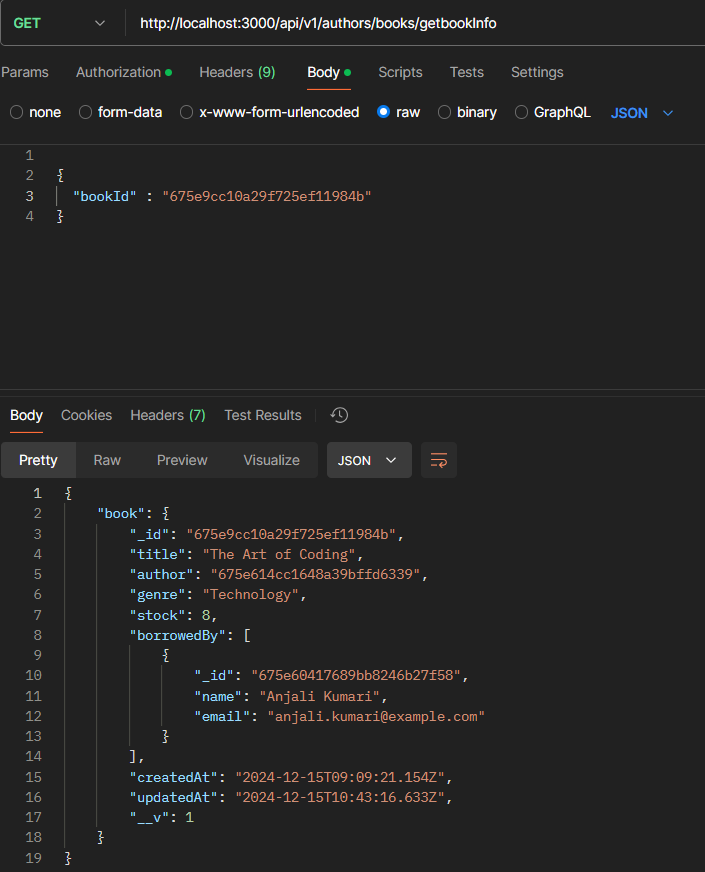 GET http://localhost:3000/api/v1/authors/books/getbookInfo
Params Authorization Headers (9) Body Scripts Tests Settings
none form-data x-www-form-urlencoded raw binary GraphQL JSON
1
2 {
3 "bookId" : "675e9cc10a29f725ef11984b"
4 }
Body Cookies Headers (7) Test Results
Pretty Raw Preview Visualize JSON
1 {
2 "book": {
3 "_id": "675e9cc10a29f725ef11984b",
4 "title": "The Art of Coding",
5 "author": "675e614cc1648a39bffd6339",
6 "genre": "Technology",
7 "stock": 8,
8 "borrowedBy": [
9 {
10 "_id": "675e60417689bb8246b27f58",
11 "name": "Anjali Kumari",
12 "email": "anjali.kumari@example.com"
13 }
14 ],
15 "createdAt": "2024-12-15T09:09:21.154Z",
16 "updatedAt": "2024-12-15T10:43:16.633Z",
17 "__v": 1
18 }
19 }